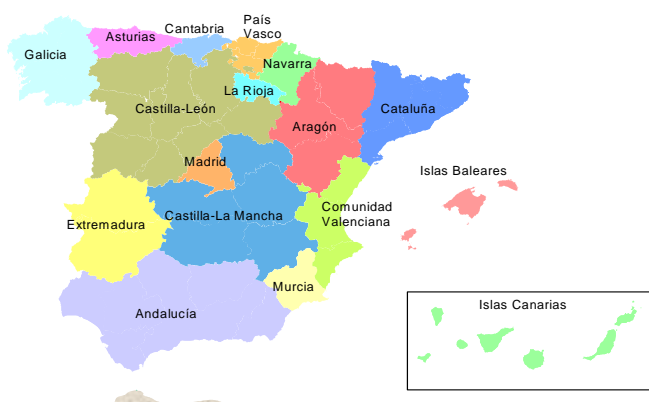 País
Vasco
Cantabria
Asturias
Galicia
Navarra
La Rioja
Castilla-León
Cataluña
Aragón
Madrid
Islas Baleares
Castilla-La Mancha
Comunidad
Valenciana
Extremadura
Murcia
Islas Canarias
Andalucía